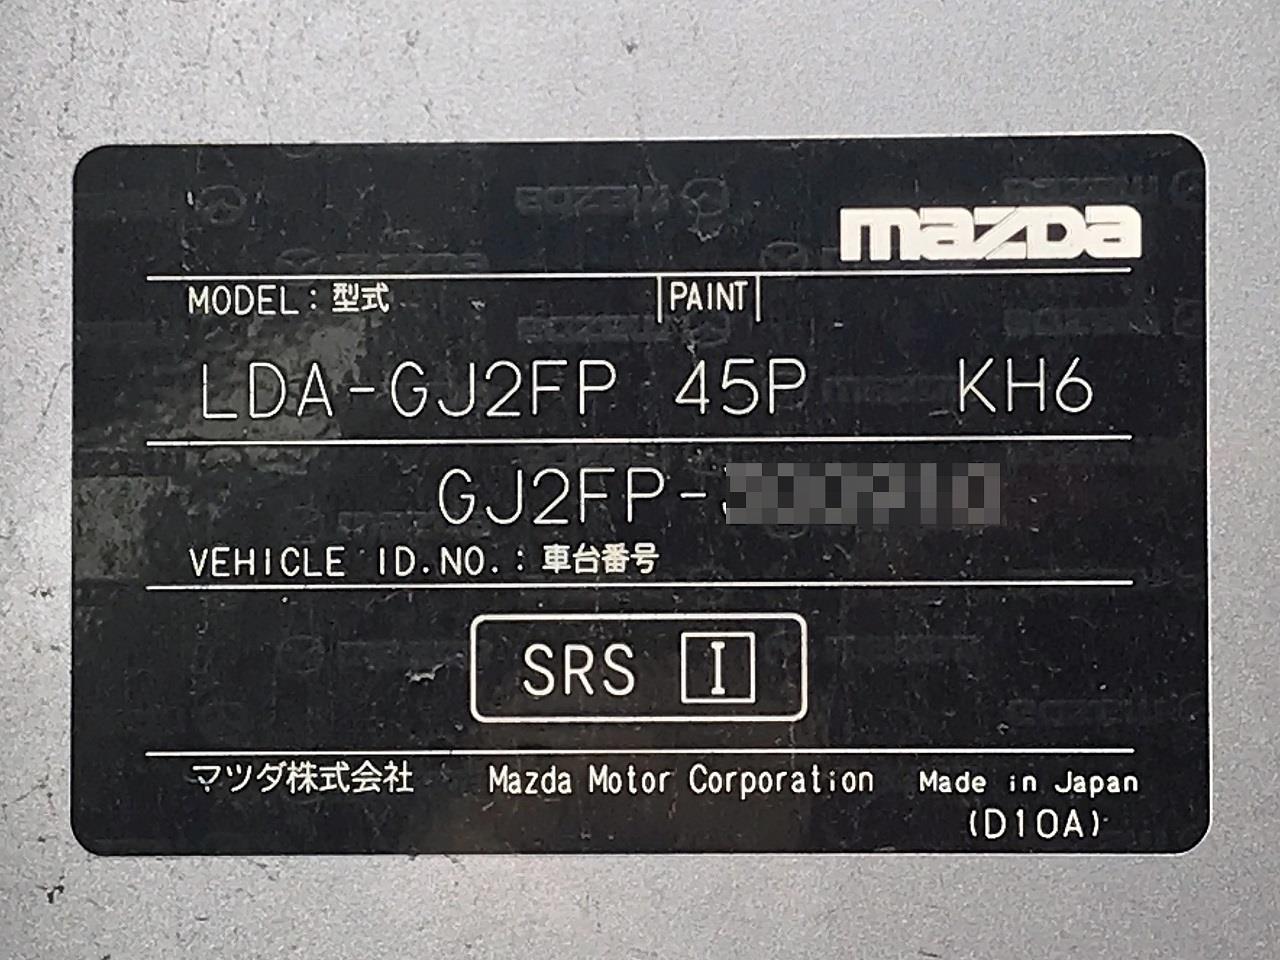 mazda
MODEL：型式 PAINT
LDA-GJ2FP 45P KH6
GJ2FP-
VEHICLE ID.NO.：車台番号
SRS I
マツダ株式会社 Mazda Motor Corporation Made in Japan
(D10A)